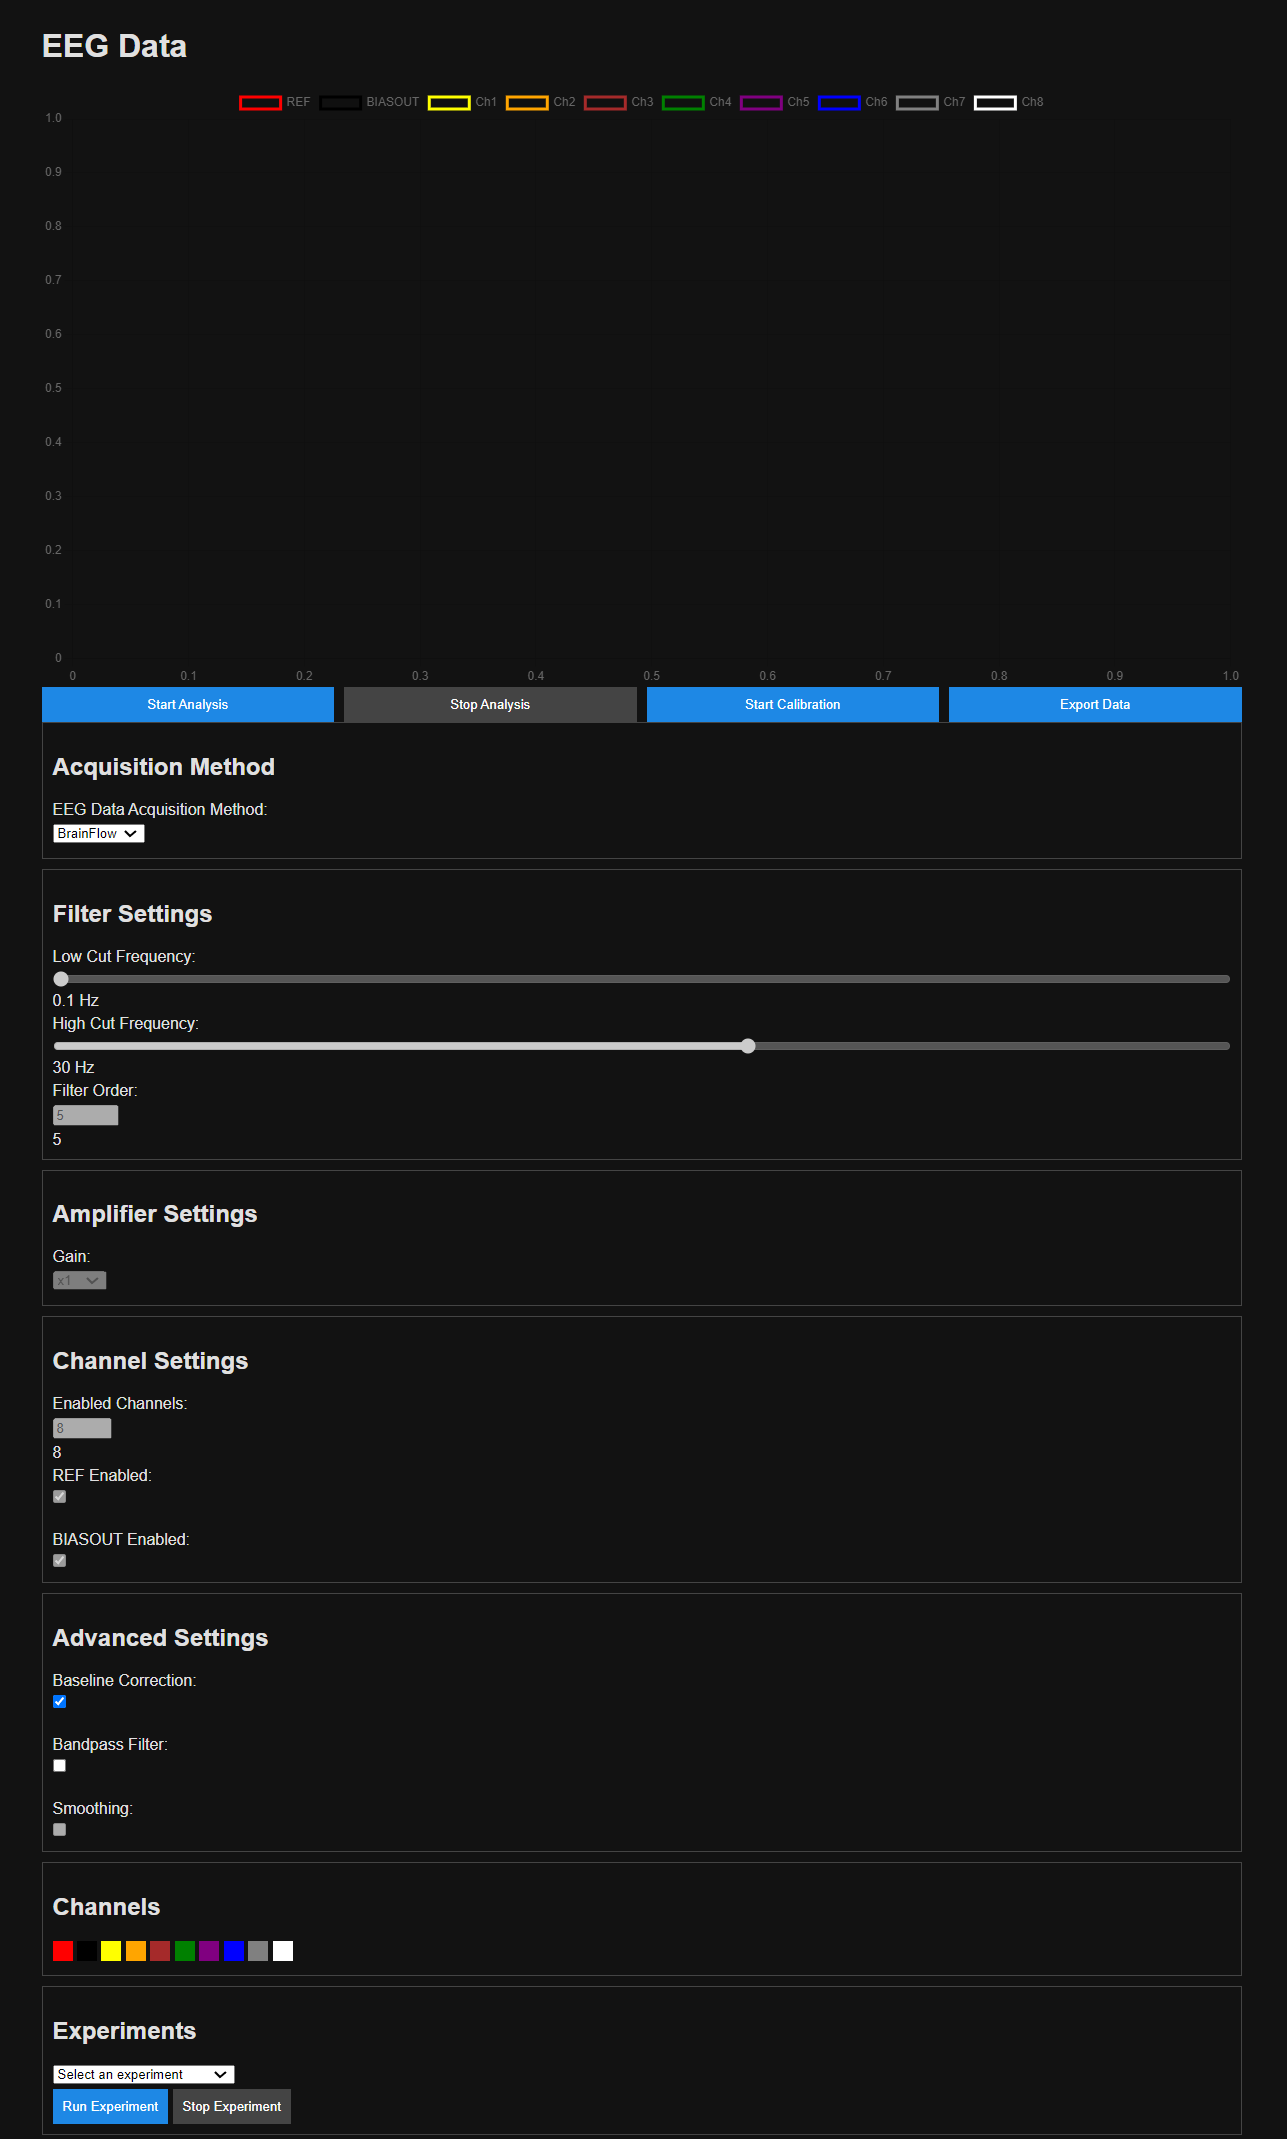 EEG Data
REF BIASOUT Ch1 Ch2 Ch3 Ch4 Ch5 Ch6 Ch7 Ch8
1.0
0.9
0.8
0.7
0.6
0.5
0.4
0.3
0.2
0.1
0
0 0.1 0.2 0.3 0.4 0.5 0.6 0.7 0.8 0.9 1.0
Start Analysis Stop Analysis Start Calibration Export Data
Acquisition Method
EEG Data Acquisition Method:
BrainFlow
Filter Settings
Low Cut Frequency:
0.1 Hz
High Cut Frequency:
30 Hz
Filter Order:
5
5
Amplifier Settings
Gain:
x1
Channel Settings
Enabled Channels:
8
8
REF Enabled:
BIASOUT Enabled:
Advanced Settings
Baseline Correction:
Bandpass Filter:
Smoothing:
Channels
Experiments
Select an experiment
Run Experiment Stop Experiment